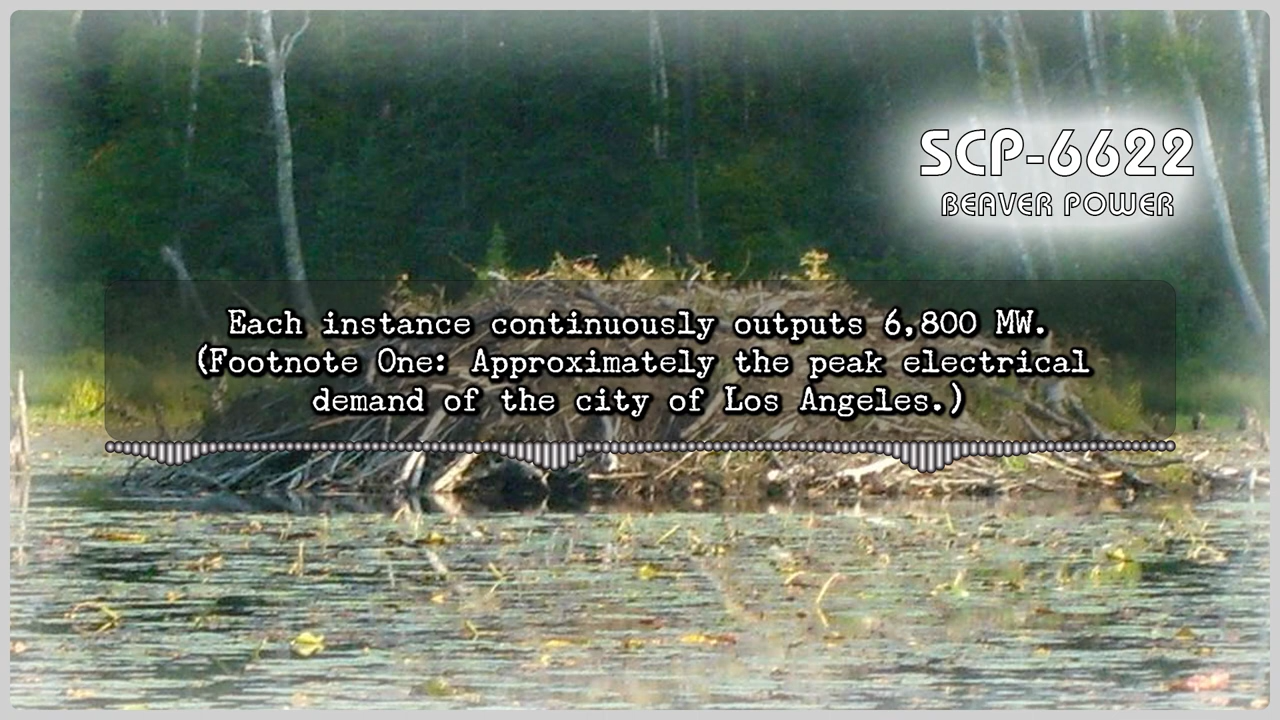 SCP-6622
BEAVER POWER
Each instance continuously outputs 6,800 MW.
(Footnote One: Approximately the peak electrical
demand of the city of Los Angeles.)